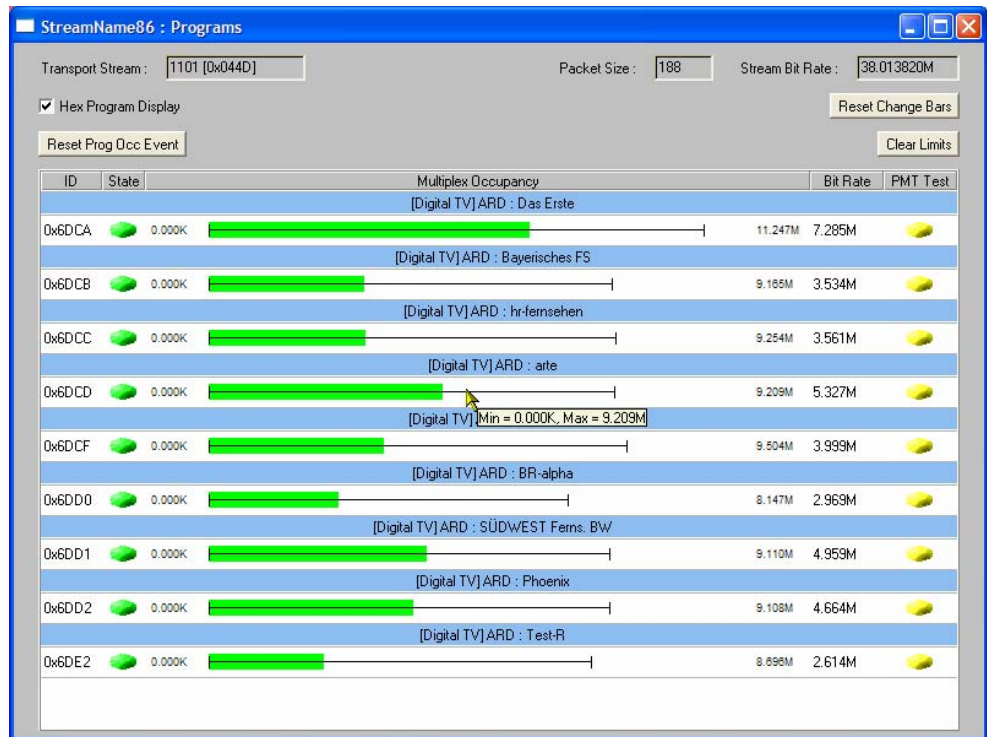 StreamName86 : Programs
Transport Stream : 1101 [0x044D] Packet Size : 188 Stream Bit Rate : 38.013820M
Hex Program Display Reset Change Bars
Reset Prog Occ Event Clear Limits
ID State Multiplex Occupancy Bit Rate PMT Test
[Digital TV] ARD : Das Erste
0x6DCA 0.000K 11.247M 7.285M
[Digital TV] ARD : Bayerisches FS
0x6DCB 0.000K 9.165M 3.534M
[Digital TV] ARD : hr-fernsehen
0x6DCC 0.000K 9.254M 3.561M
[Digital TV] ARD : arte
0x6DCD 0.000K 9.209M 5.327M
[Digital TV] Min = 0.000K, Max = 9.209M
0x6DCF 0.000K 9.504M 3.999M
[Digital TV] ARD : BR-alpha
0x6DD0 0.000K 8.147M 2.969M
[Digital TV] ARD : SÜDWEST Ferns. BW
0x6DD1 0.000K 9.110M 4.959M
[Digital TV] ARD : Phoenix
0x6DD2 0.000K 9.108M 4.664M
[Digital TV] ARD : Test-R
0x6DE2 0.000K 8.696M 2.614M